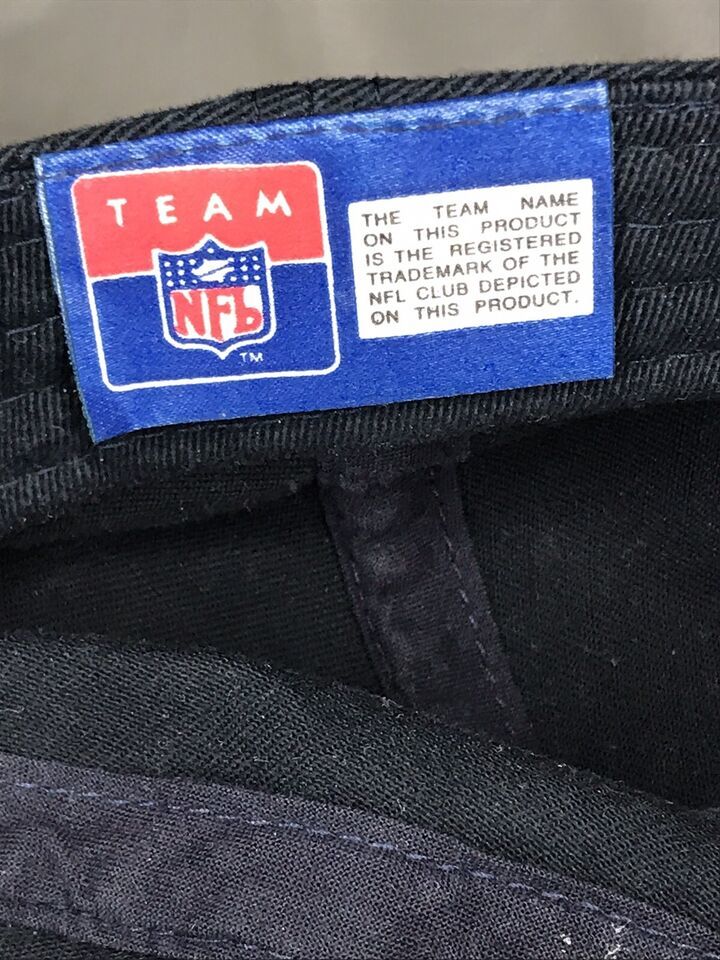 TEAM
NFL
TM
THE TEAM NAME
ON THIS PRODUCT
IS THE REGISTERED
TRADEMARK OF THE
NFL CLUB DEPICTED
ON THIS PRODUCT.